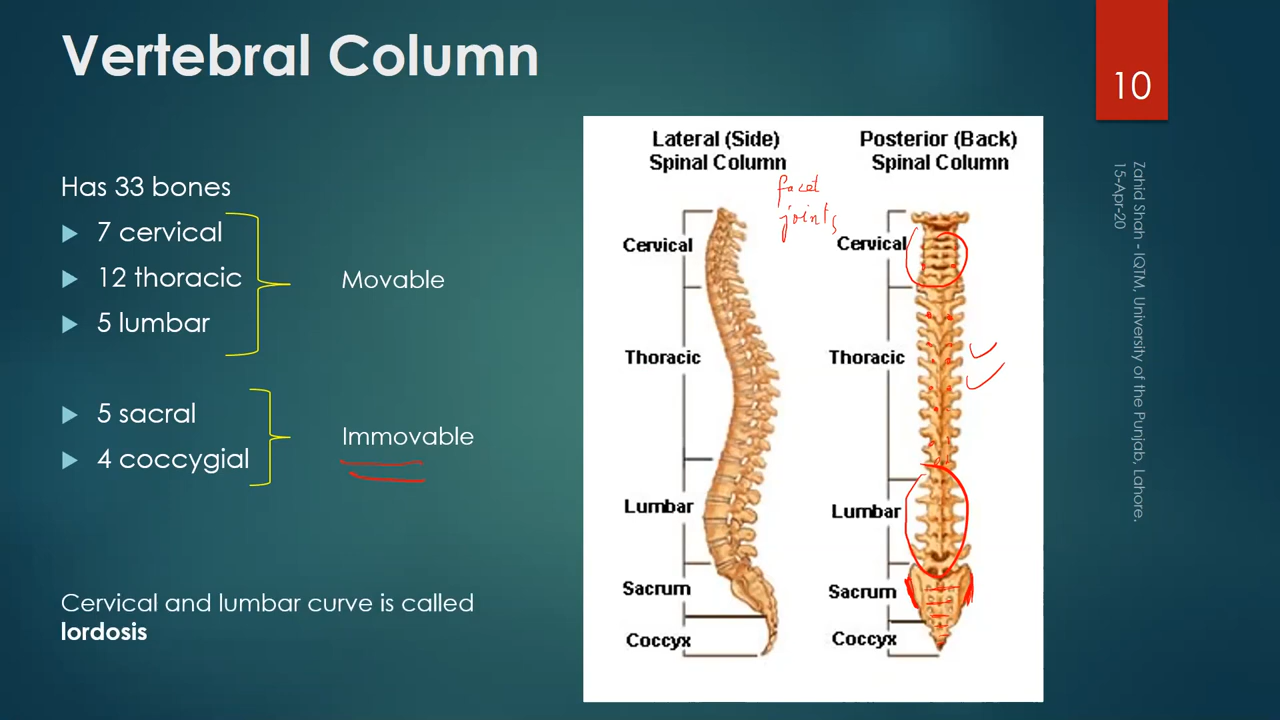 Vertebral Column
10
Has 33 bones
7 cervical
12 thoracic
5 lumbar
Movable
5 sacral
4 coccygial
Immovable
Cervical and lumbar curve is called
lordosis
Lateral (Side)
Spinal Column
Posterior (Back)
Spinal Column
facet
joints
Cervical
Thoracic
Lumbar
Sacrum
Coccyx
Cervical
Thoracic
Lumbar
Sacrum
Coccyx
Zahid Shah - IQTM, University of the Punjab, Lahore.
15-Apr-20